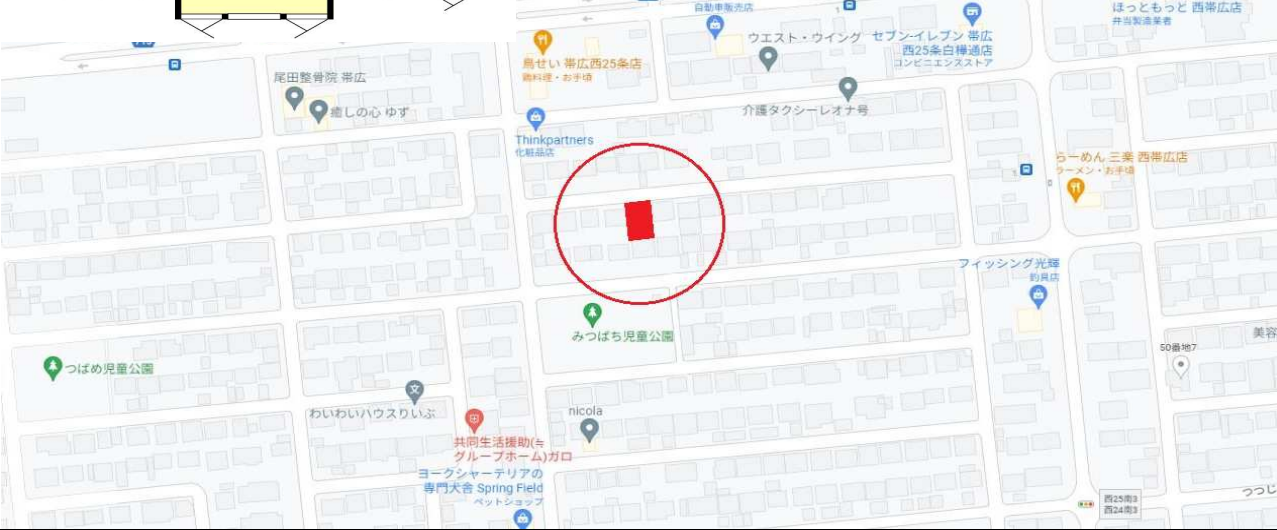 自動車販売店
ほっともっと 西帯広店
弁当製造業者
ウエスト・ウイング
セブン-イレブン 帯広
西25条白樺通店
コンビニエンスストア
鳥せい 帯広西25条店
鶏料理・お手頃
尾田整骨院 帯広
癒しの心 ゆず
介護タクシーレオナ号
Thinkpartners
化粧品店
らーめん 三楽 西帯広店
ラーメン・お手頃
フィッシング光輝
釣具店
みつばち児童公園
美容
50番地7
つばめ児童公園
わいわいハウスりいぶ
nicola
共同生活援助(≒
グループホーム)ガロ
ヨークシャーテリアの
専門犬舎 Spring Field
ペットショップ
西25南3
西24南3
つつじ